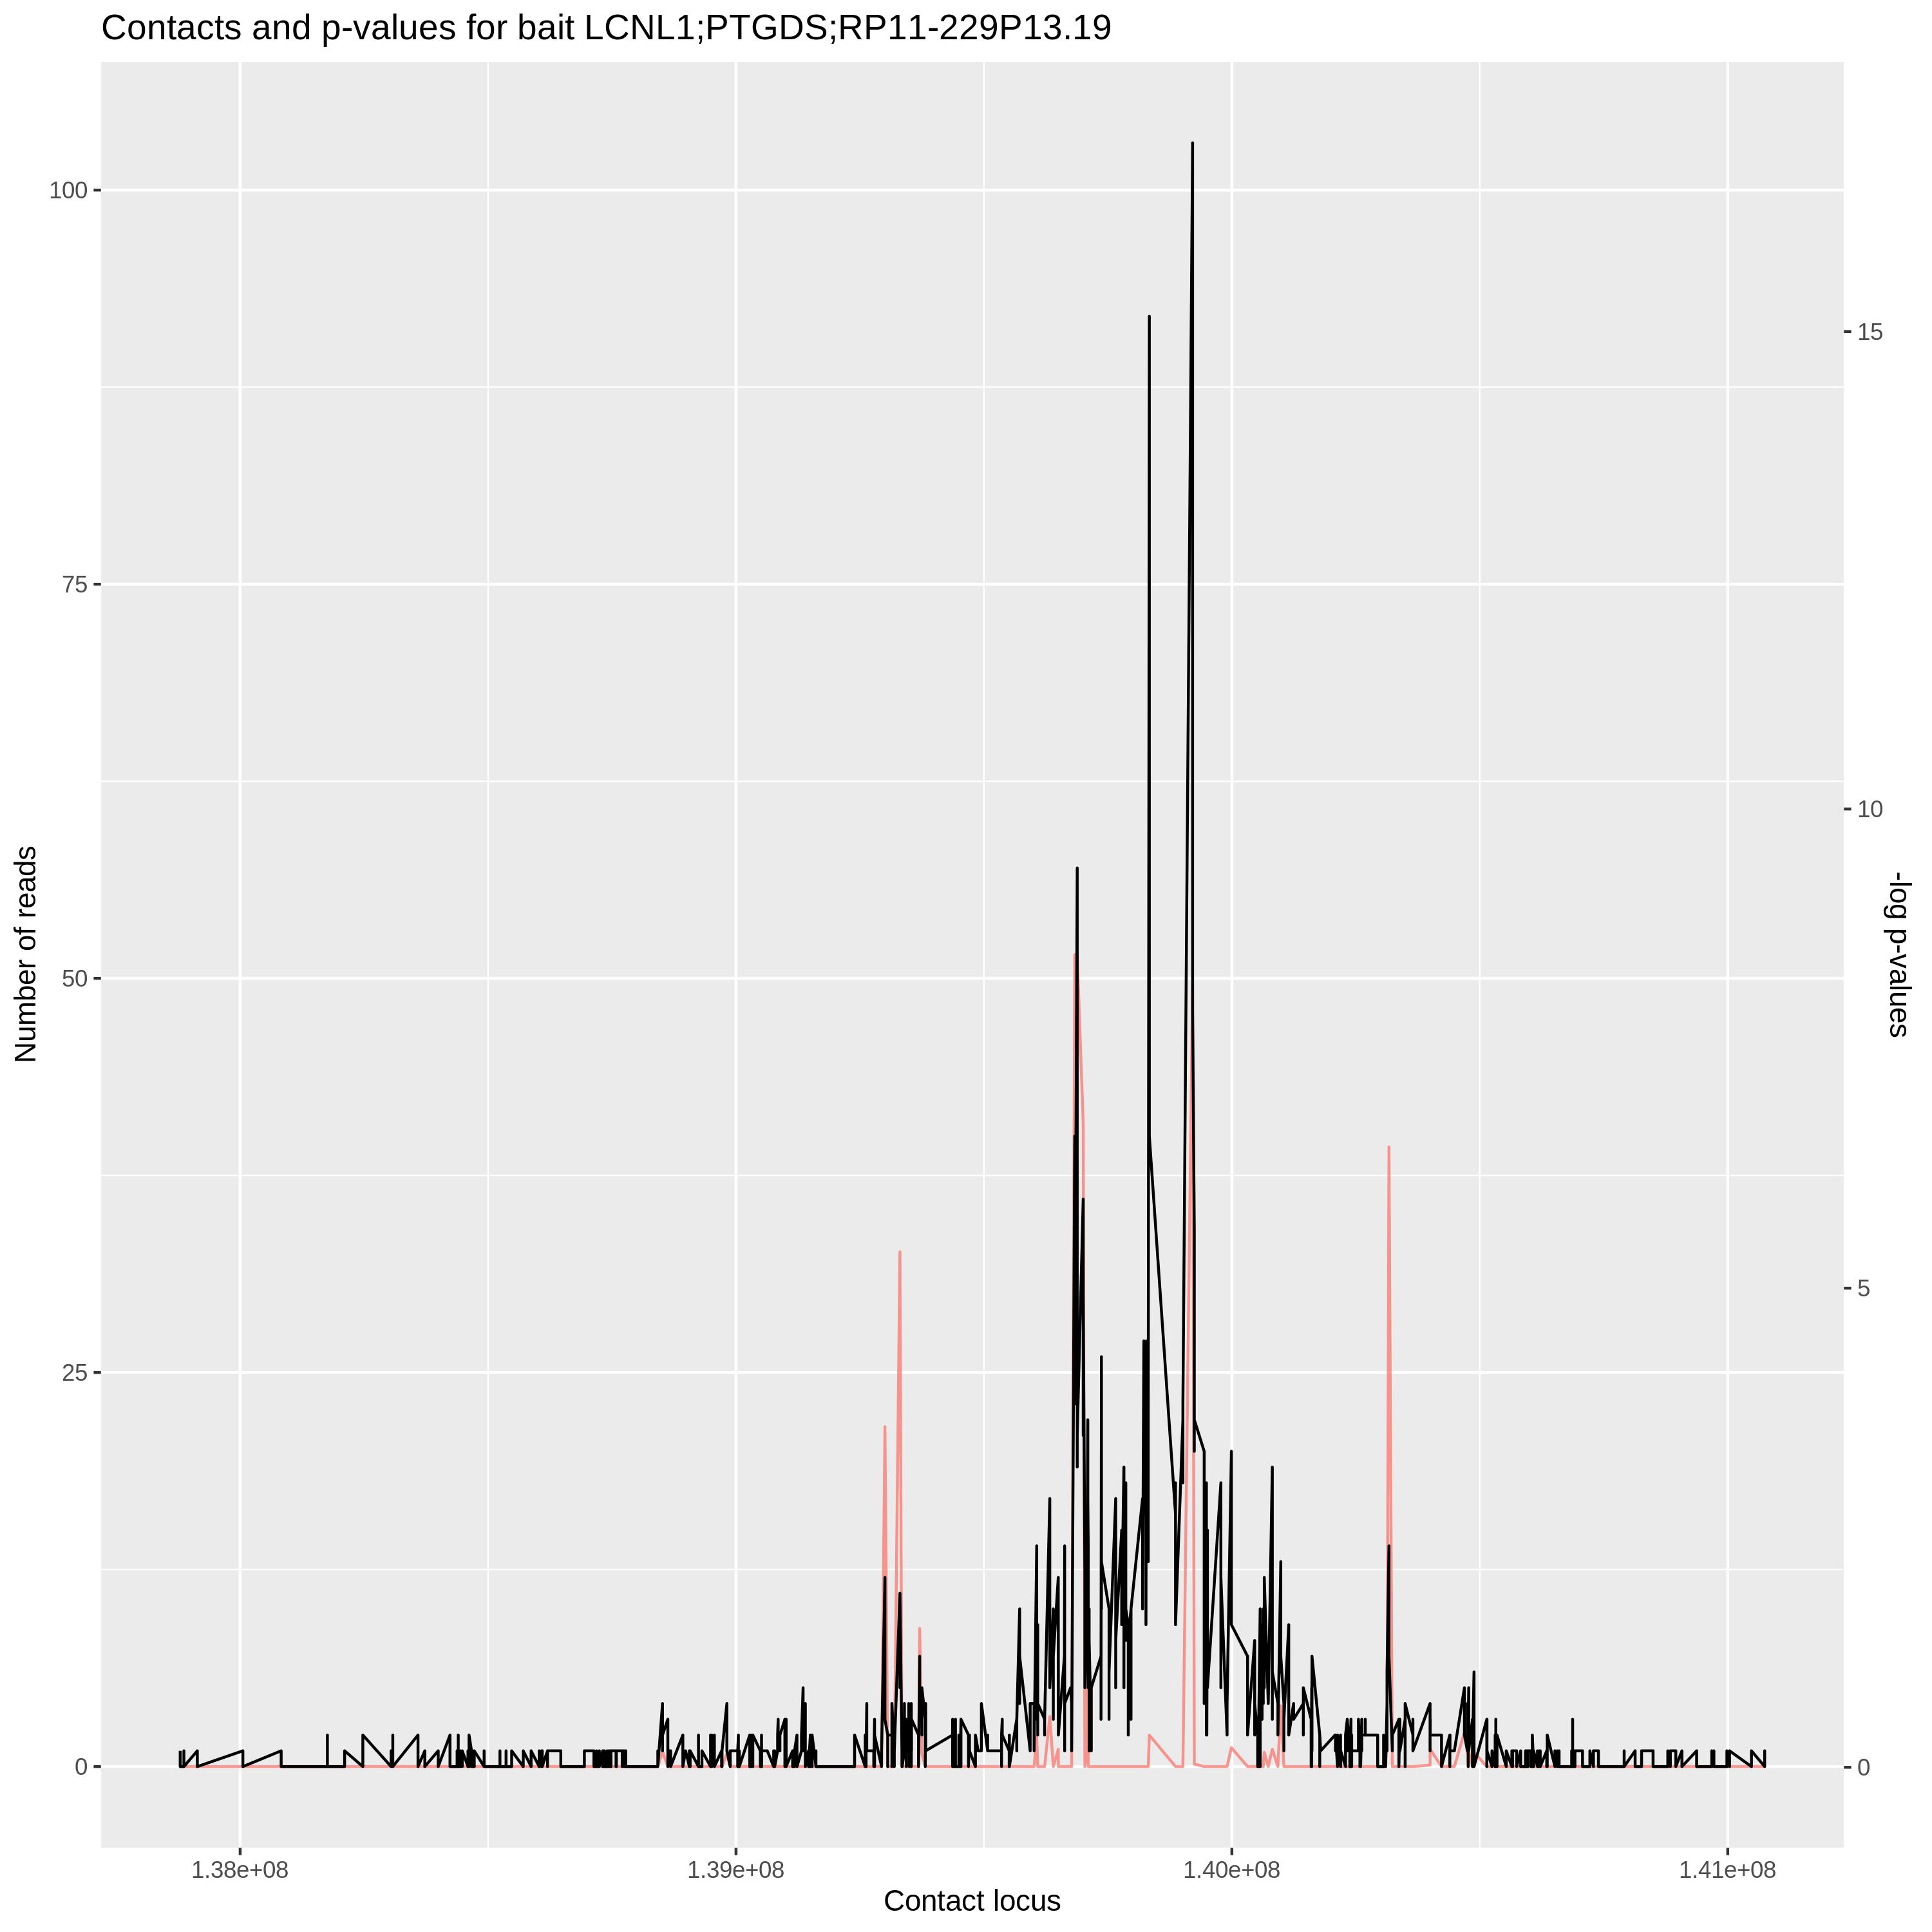 Contacts and p-values for bait LCNL1;PTGDS;RP11-229P13.19
Number of reads
100
75
50
25
0
15
10
5
0
-log p-values
1.38e+08
1.39e+08
1.40e+08
1.41e+08
Contact locus